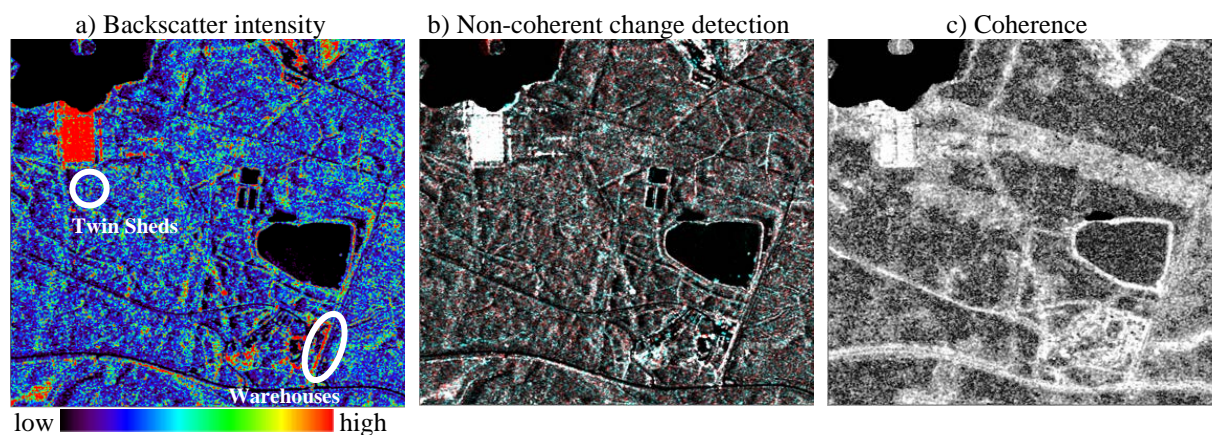 a) Backscatter intensity
b) Non-coherent change detection
c) Coherence
Twin Sheds
Warehouses
low
high